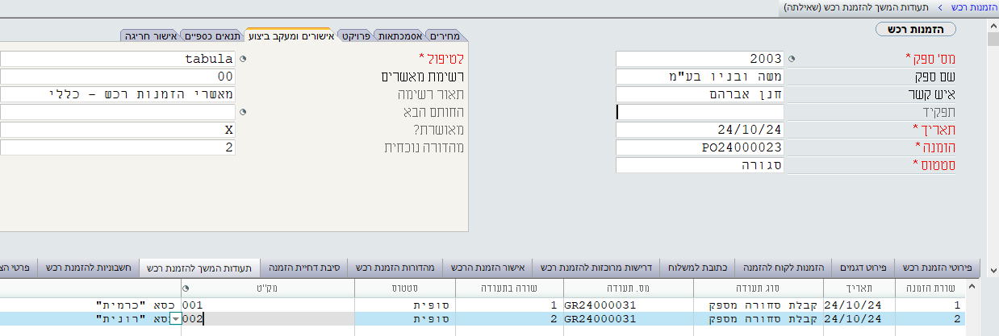 הזמנות רכש > תעודות המשך להזמנת רכש (שאילתה)
הזמנות רכש
מחירים אסמכתאות פרויקט אישורים ומעקב ביצוע תנאים כספיים אישור חריגה
מס' ספק * 2003
שם ספק משה ובניו בע"מ
איש קשר חנן אברהם
תפקיד
תאריך * 24/10/24
הזמנה * PO24000023
סטטוס * סגורה
לטיפול * tabula
רשימת מאשרים 00
תאור רשימה מאשרי הזמנות רכש - כללי
החותם הבא
מאושרת? X
מהדורה נוכחית 2
פירוטי הזמנת רכש פירוט דגמים הזמנות לקוח להזמנה כתובת למשלוח דרישות מרוכזות להזמנת רכש אישור הזמנת הרכש מהדורות הזמנת רכש סיבת דחיית הזמנה תעודות המשך להזמנת רכש חשבוניות להזמנת רכש פרטי הצ
שורת הזמנה תאריך סוג תעודה מס. תעודה שורה בתעודה סטטוס מק"ט
1 24/10/24 קבלת סחורה מספק GR24000031 1 סופית 001 כסא "כרמית"
2 24/10/24 קבלת סחורה מספק GR24000031 2 סופית 002 כסא "רונית"